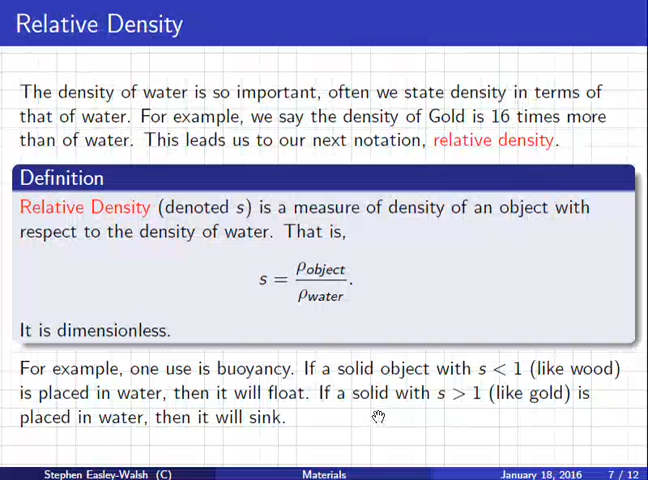 Relative Density
The density of water is so important, often we state density in terms of
that of water. For example, we say the density of Gold is 16 times more
than of water. This leads us to our next notation, relative density.
Definition
Relative Density (denoted s) is a measure of density of an object with
respect to the density of water. That is,
s = ρobject / ρwater.
It is dimensionless.
For example, one use is buoyancy. If a solid object with s < 1 (like wood)
is placed in water, then it will float. If a solid with s > 1 (like gold) is
placed in water, then it will sink.
Stephen Easley-Walsh (C) Materials January 18, 2016 7 / 12